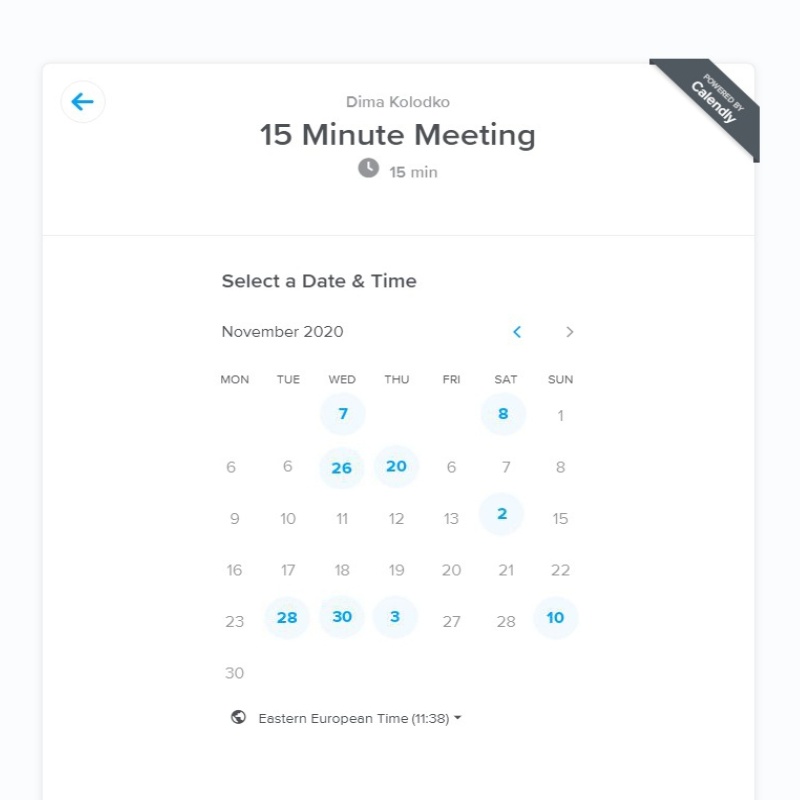 POWERED BY
Calendly
Dima Kolodko
15 Minute Meeting
15 min
Select a Date & Time
November 2020
MON TUE WED THU FRI SAT SUN
7 8 1
6 6 26 20 6 7 8
9 10 11 12 13 2 15
16 17 18 19 20 21 22
23 28 30 3 27 28 10
30
Eastern European Time (11:38)